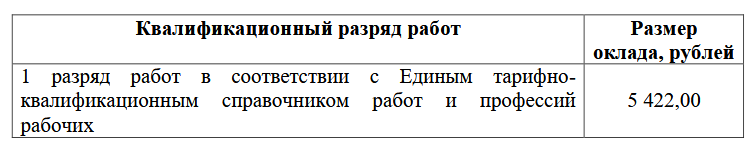 Квалификационный разряд работ
Размер
оклада, рублей
1 разряд работ в соответствии с Единым тарифно-
квалификационным справочником работ и профессий
рабочих
5 422,00